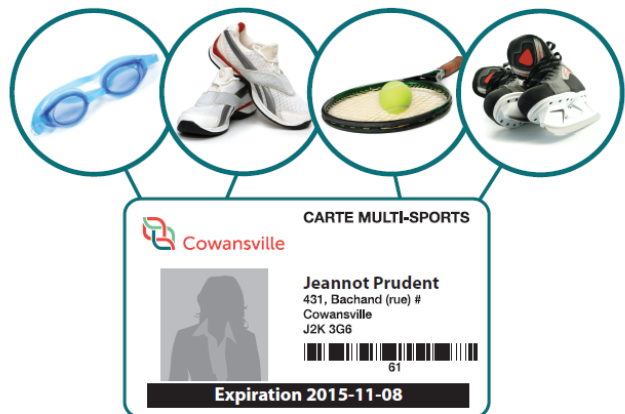 CARTE MULTI-SPORTS
Cowansville
Jeannot Prudent
431, Bachand (rue) #
Cowansville
J2K 3G6
61
Expiration 2015-11-08